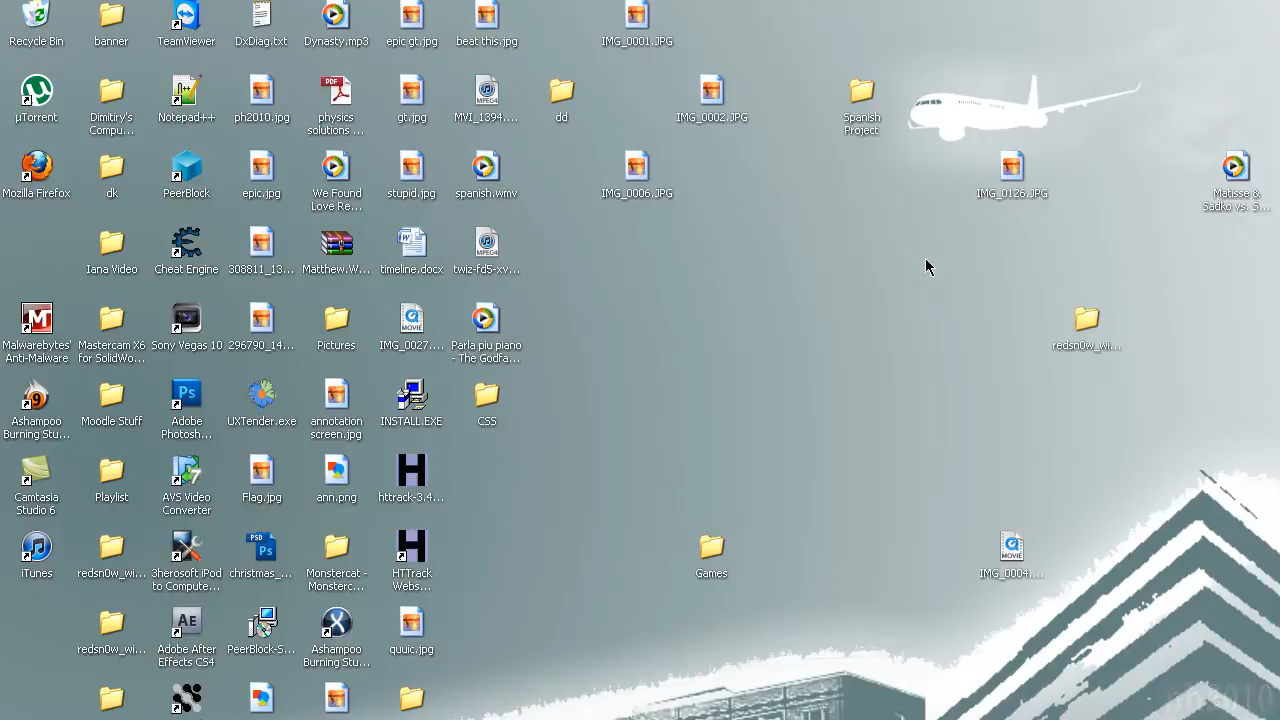 Recycle Bin
banner
TeamViewer
DxDiag.txt
Dynasty.mp3
epic gt.jpg
beat this.jpg
IMG_0001.JPG
µTorrent
Dimitriy's
Compu...
Notepad++
2010.jpg
physics
solutions ...
gt.jpg
MVI_1394....
dd
IMG_0002.JPG
Spanish
Project
Mozilla Firefox
dk
PeerBlock
epic.jpg
We Found
Love Re...
stupid.jpg
spanish.wmv
IMG_0006.JPG
IMG_0126.JPG
Matisse &
Sadko vs. S...
Iana Video
Cheat Engine
308811_13...
Matthew.W...
timeline.docx
twiz-fd5-xv...
Malwarebytes'
Anti-Malware
Mastercam X6
for SolidWo...
Sony Vegas 10
296790_14...
Pictures
IMG_0027....
Parla piu piano
- The Godfa...
redsn0w_wi...
Ashampoo
Burning Stu...
Moodle Stuff
Adobe
Photosh...
UXTender.exe
annotation
screen.jpg
INSTALL.EXE
CSS
Camtasia
Studio 6
Playlist
AVS Video
Converter
Flag.jpg
ann.png
httrack-3.4...
iTunes
redsn0w_wi...
3herosoft iPod
to Compute...
christmas_...
Monstercat -
Monsterc...
HTTrack
Webs...
Games
IMG_0004....
redsn0w_wi...
Adobe After
Effects CS4
PeerBlock-S...
Ashampoo
Burning Stu...
quuic.jpg